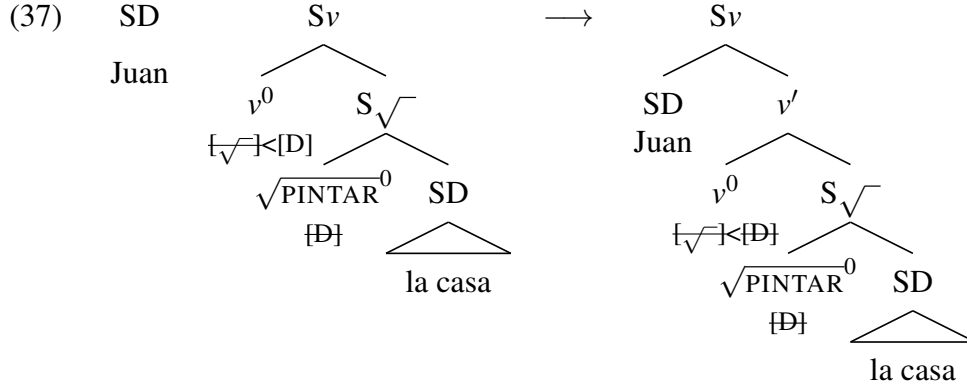 (37) SD Sv ⟶ Sv
Juan
v⁰ S√ SD v′
[√]<[D] Juan
√PINTAR⁰ SD v⁰ S√
[D] [√]<[D]
la casa √PINTAR⁰ SD
[D]
la casa